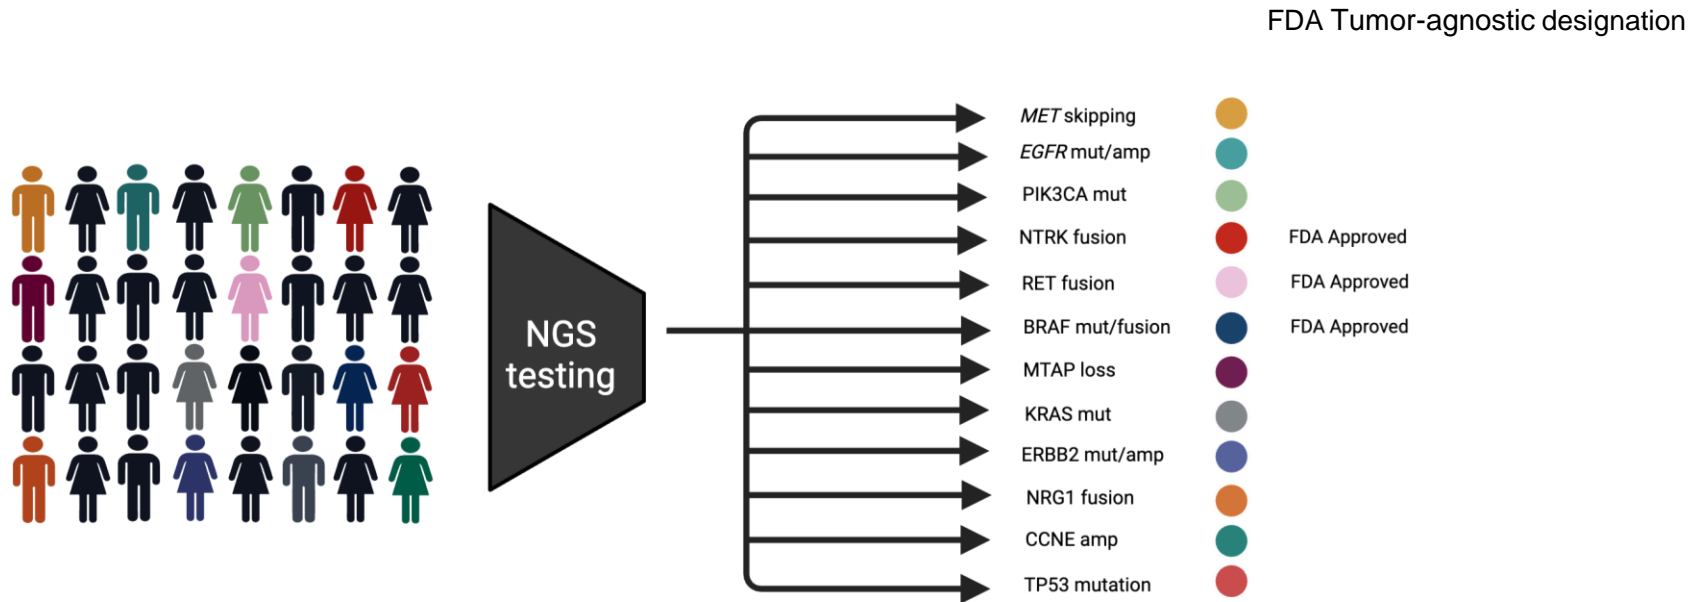 FDA Tumor-agnostic designation
MET skipping
EGFR mut/amp
PIK3CA mut
NTRK fusion FDA Approved
RET fusion FDA Approved
NGS
testing
BRAF mut/fusion FDA Approved
MTAP loss
KRAS mut
ERBB2 mut/amp
NRG1 fusion
CCNE amp
TP53 mutation